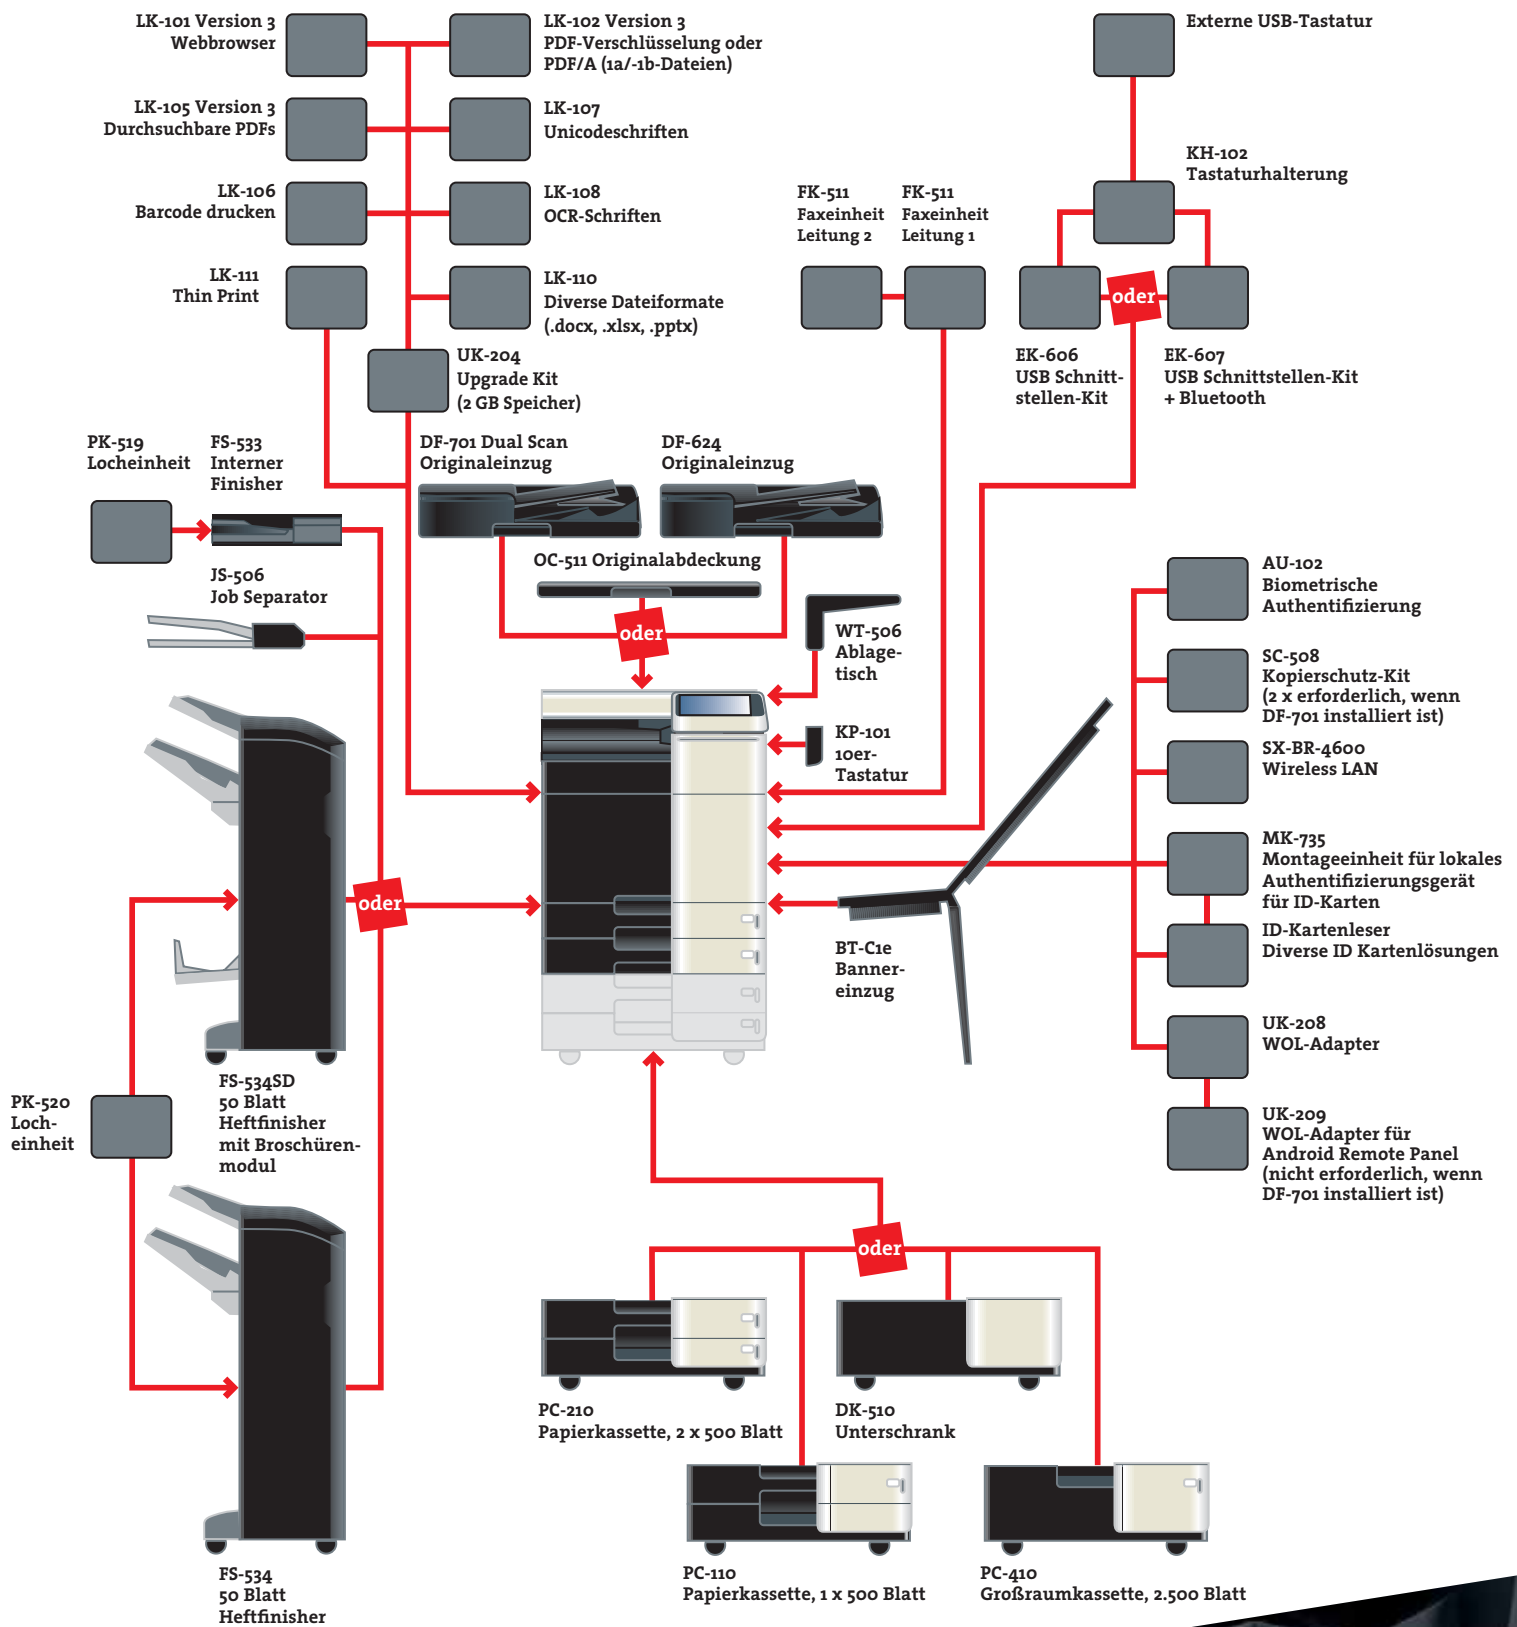 LK-101 Version 3
Webbrowser
LK-102 Version 3
PDF-Verschlüsselung oder
PDF/A (1a/-1b-Dateien)
Externe USB-Tastatur
LK-105 Version 3
Durchsuchbare PDFs
LK-107
Unicodeschriften
KH-102
Tastaturhalterung
LK-106
Barcode drucken
LK-108
OCR-Schriften
FK-511
Faxeinheit
Leitung 2
FK-511
Faxeinheit
Leitung 1
LK-111
Thin Print
LK-110
Diverse Dateiformate
(.docx, .xlsx, .pptx)
oder
UK-204
Upgrade Kit
(2 GB Speicher)
EK-606
USB Schnitt-
stellen-Kit
EK-607
USB Schnittstellen-Kit
+ Bluetooth
PK-519
Locheinheit
FS-533
Interner
Finisher
DF-701 Dual Scan
Originaleinzug
DF-624
Originaleinzug
OC-511 Originalabdeckung
JS-506
Job Separator
oder
WT-506
Ablage-
tisch
AU-102
Biometrische
Authentifizierung
SC-508
Kopierschutz-Kit
(2 x erforderlich, wenn
DF-701 installiert ist)
KP-101
10er-
Tastatur
SX-BR-4600
Wireless LAN
MK-735
Montageeinheit für lokales
Authentifizierungsgerät
für ID-Karten
oder
ID-Kartenleser
Diverse ID Kartenlösungen
BT-C1e
Banner-
einzug
UK-208
WOL-Adapter
FS-534SD
50 Blatt
Heftfinisher
mit Broschüren-
modul
PK-520
Loch-
einheit
UK-209
WOL-Adapter für
Android Remote Panel
(nicht erforderlich, wenn
DF-701 installiert ist)
oder
PC-210
Papierkassette, 2 x 500 Blatt
DK-510
Unterschrank
PC-110
Papierkassette, 1 x 500 Blatt
PC-410
Großraumkassette, 2.500 Blatt
FS-534
50 Blatt
Heftfinisher